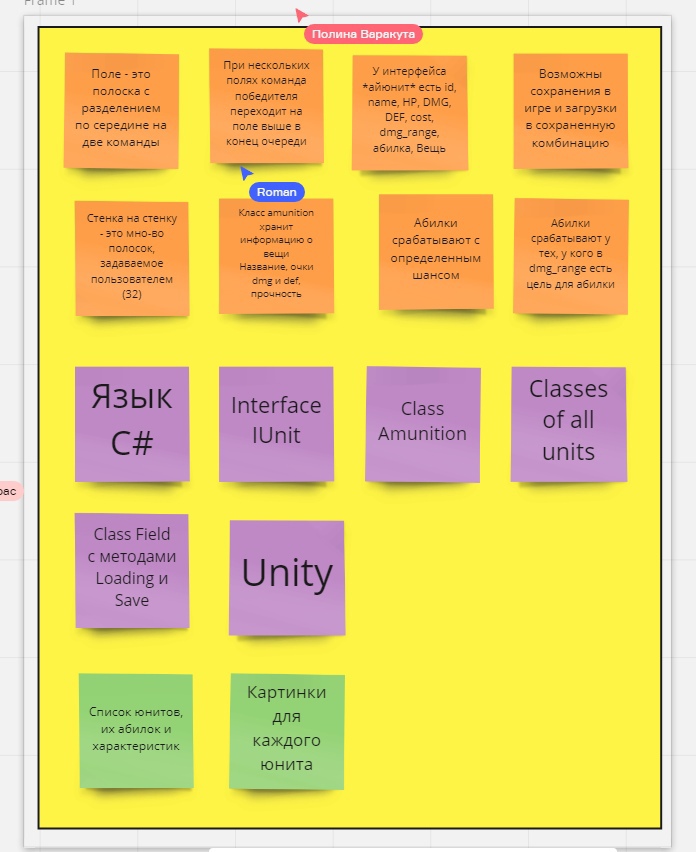 Frame 1
Полина Варакута
Поле - это
полоска с
разделением
по середине на
две команды
При нескольких
полях команда
победителя
переходит на
поле выше в
конец очереди
У интерфейса
*айюнит* есть id,
name, HP, DMG,
DEF, cost,
dmg_range,
абилка, Вещь
Возможны
сохранения в
игре и загрузки
в сохраненную
комбинацию
Roman
Стенка на стенку
- это мно-во
полосок,
задаваемое
пользователем
(32)
Класс amunition
хранит
информацию о
вещи
Название, очки
dmg и def,
прочность
Абилки
срабатывают с
определенным
шансом
Абилки
срабатывают у
тех, у кого в
dmg_range есть
цель для абилки
Язык
C#
Interface
IUnit
Class
Amunition
Classes
of all
units
рас
Class Field
с методами
Loading и
Save
Unity
Список юнитов,
их абилок и
характеристик
Картинки
для
каждого
юнита